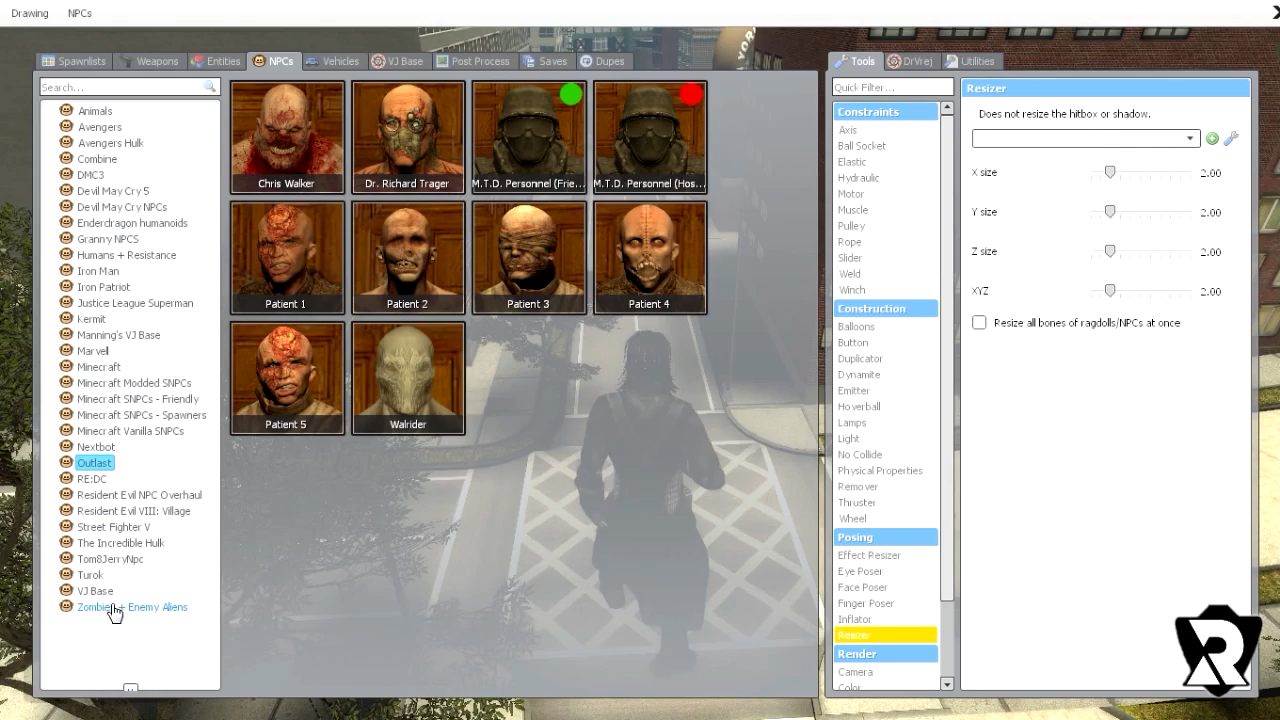 Drawing NPCs
Spawnlists Weapons Entities NPCs Vehicles VJ Base Post Process Saves Dupes
Search...
Animals
Avengers
Avengers Hulk
Combine
DMC3
Devil May Cry 5
Devil May Cry NPCs
Enderdragon humanoids
Granny NPCS
Humans + Resistance
Iron Man
Iron Patriot
Justice League Superman
Kermit
Manning's VJ Base
Marvell
Minecraft
Minecraft Modded SNPCs
Minecraft SNPCs - Friendly
Minecraft SNPCs - Spawners
Minecraft Vanilla SNPCs
Nextbot
Outlast
RE:DC
Resident Evil NPC Overhaul
Resident Evil VIII: Village
Street Fighter V
The Incredible Hulk
Tom&JerryNpc
Turok
VJ Base
Enemy Aliens
Chris Walker
Dr. Richard Trager
M.T.D. Personnel (Frie...
M.T.D. Personnel (Hos...
Patient 1
Patient 2
Patient 3
Patient 4
Patient 5
Walrider
Tools DrVrej Utilities
Quick Filter...
Constraints
Axis
Ball Socket
Elastic
Hydraulic
Motor
Muscle
Pulley
Rope
Slider
Weld
Winch
Construction
Balloons
Button
Duplicator
Dynamite
Emitter
Hoverball
Lamps
Light
No Collide
Physical Properties
Remover
Thruster
Wheel
Posing
Effect Resizer
Eye Poser
Face Poser
Finger Poser
Inflator
Resizer
Render
Camera
Color
Resizer
Does not resize the hitbox or shadow.
X size 2.00
Y size 2.00
Z size 2.00
XYZ 2.00
Resize all bones of ragdolls/NPCs at once